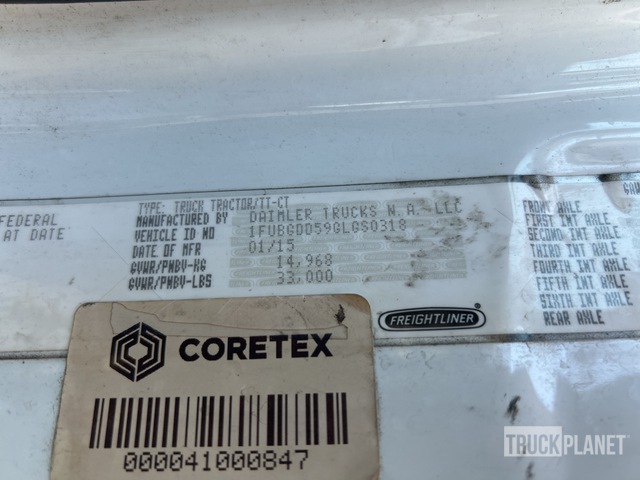 TYPE: TRUCK TRACTOR/TT-CT
FEDERAL
AT DATE
MANUFACTURED BY DAIMLER TRUCKS N.A. LLC
VEHICLE ID NO 1FUBGDD59GLGS0318
DATE OF MFR 01/15
GVWR/PNBV-KG 14,968
GVWR/PNBV-LBS 33,000
FREIGHTLINER
FRONT AXLE
FIRST INT AXLE
SECOND INT AXLE
THIRD INT AXLE
FOURTH INT AXLE
FIFTH INT AXLE
SIXTH INT AXLE
REAR AXLE
CORETEX
000041000847
TRUCKPLANET